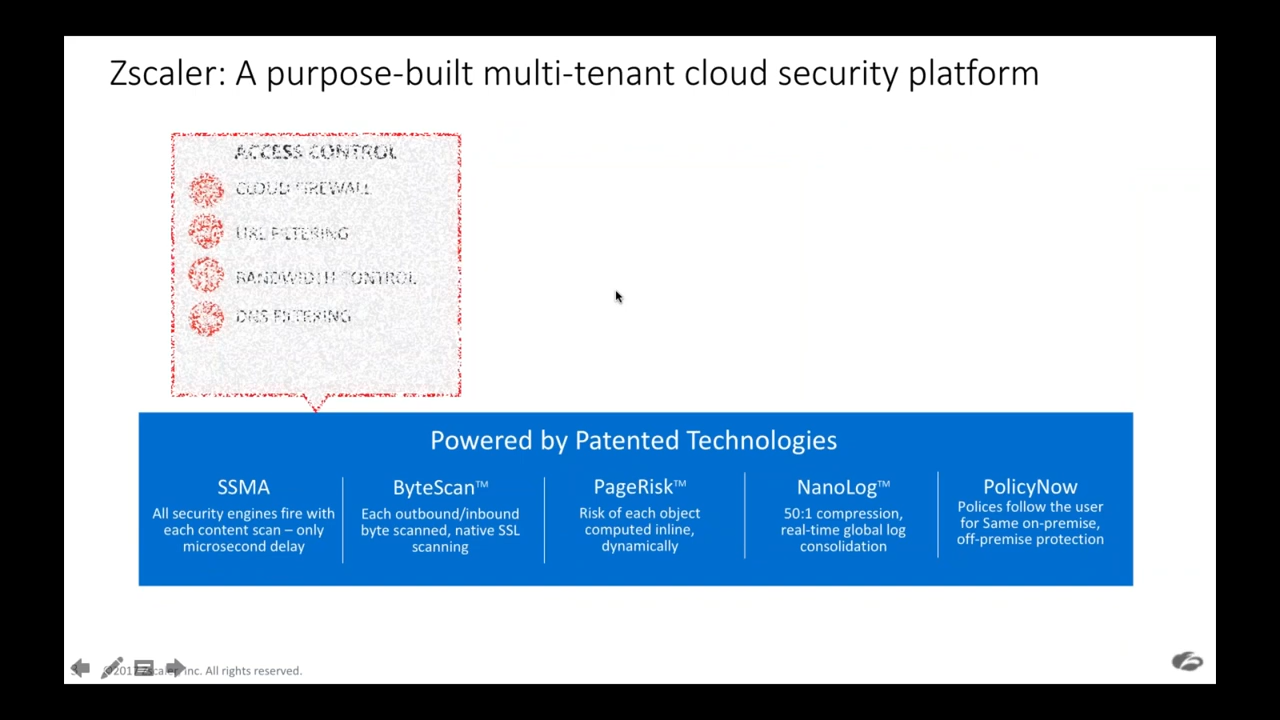 Zscaler: A purpose-built multi-tenant cloud security platform
ACCESS CONTROL
CLOUD FIREWALL
URL FILTERING
BANDWIDTH CONTROL
DNS FILTERING
Powered by Patented Technologies
SSMA
All security engines fire with
each content scan – only
microsecond delay
ByteScan™
Each outbound/inbound
byte scanned, native SSL
scanning
PageRisk™
Risk of each object
computed inline,
dynamically
NanoLog™
50:1 compression,
real-time global log
consolidation
PolicyNow
Polices follow the user
for Same on-premise,
off-premise protection
©2017 Zscaler, Inc. All rights reserved.